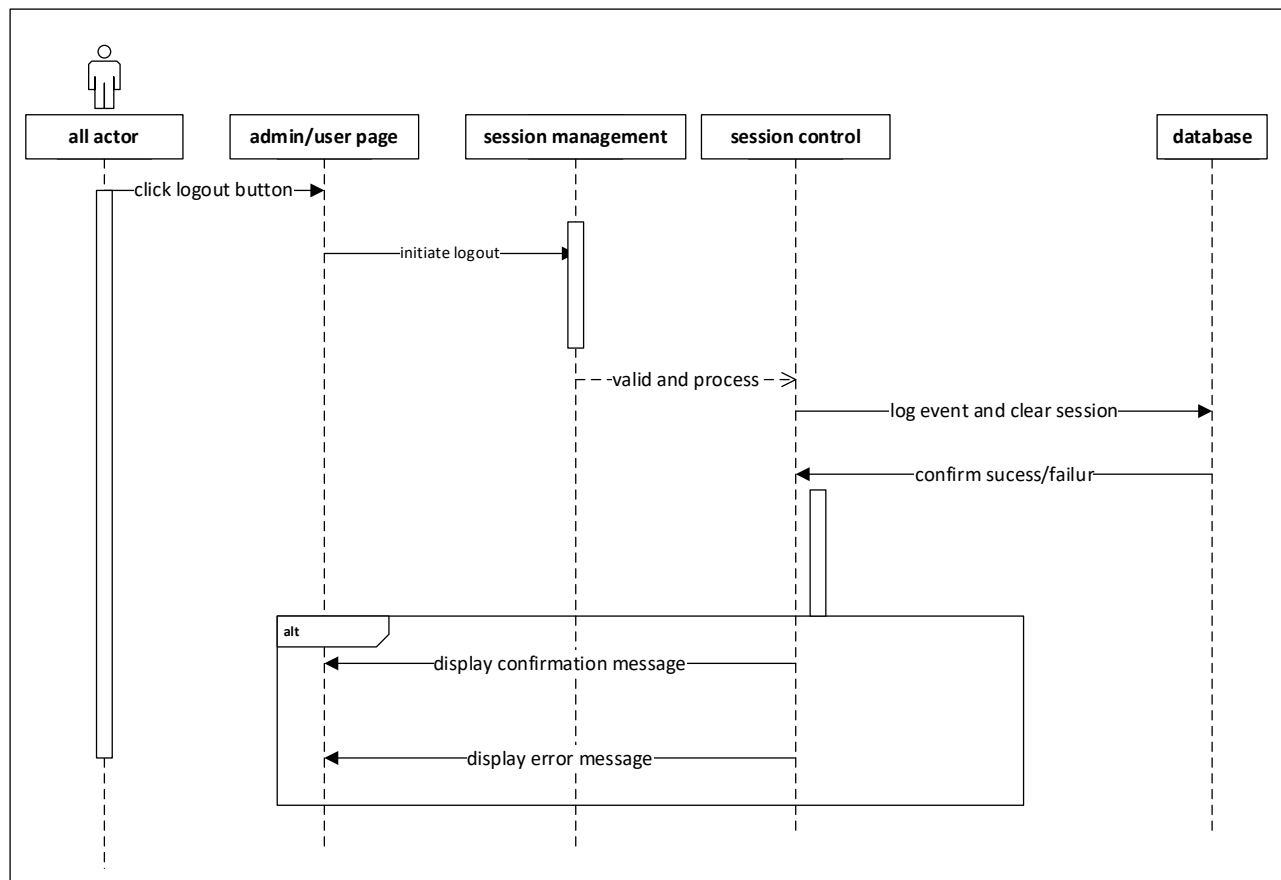 all actor
admin/user page
session management
session control
database
click logout button
initiate logout
valid and process
log event and clear session
confirm sucess/failur
alt
display confirmation message
display error message